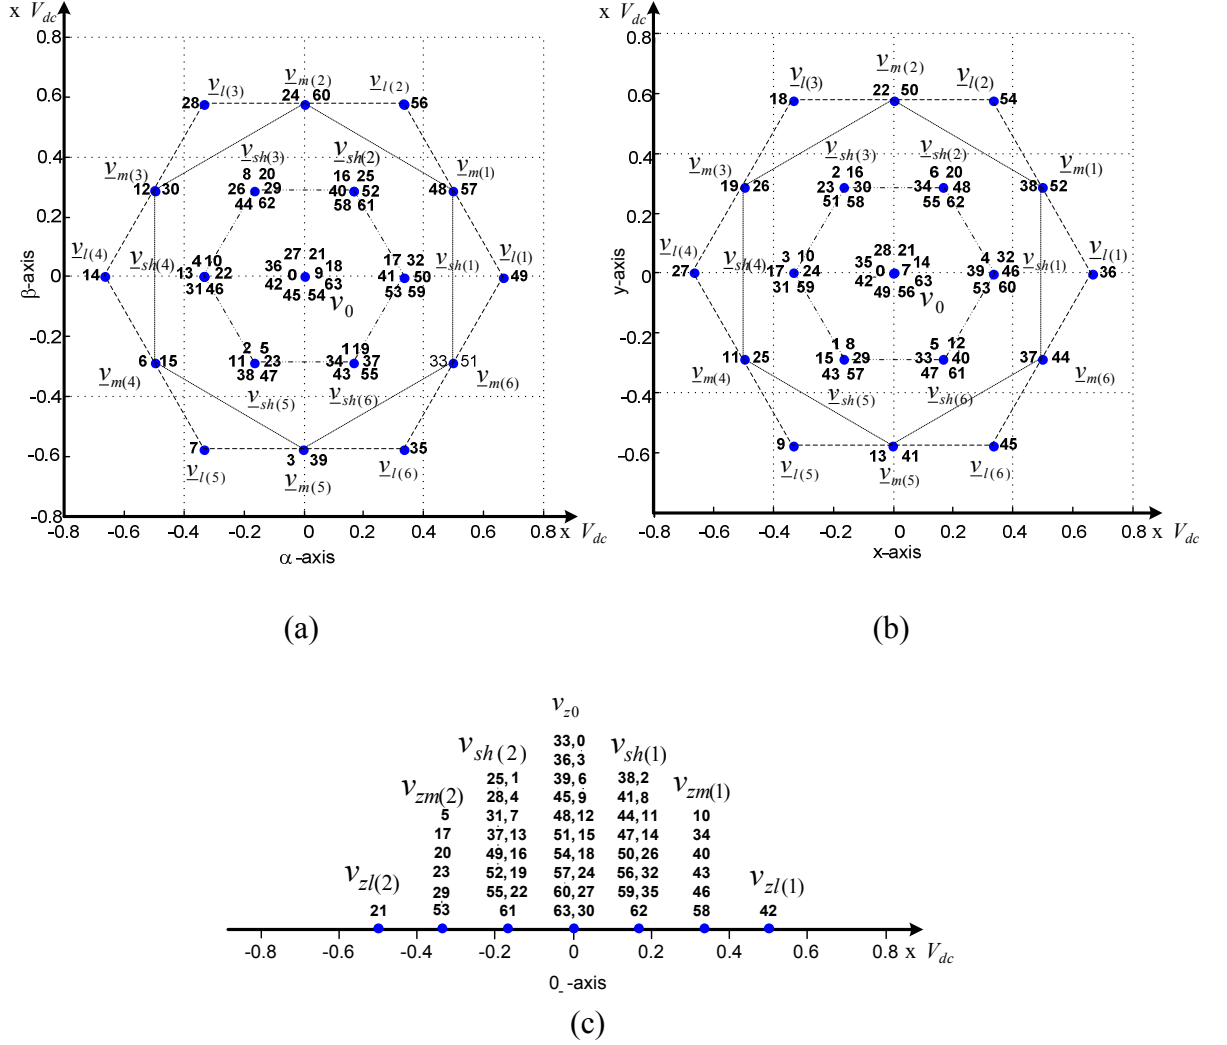 x V_dc
0.8
v_l(3)
v_m(2)
v_l(2)
24 60
28
56
0.6
0.4
v_sh(3)
v_sh(2)
v_m(3)
v_m(1)
8 20
16 25
12 30
26 29
40 52
48 57
44 62
58 61
0.2
v_l(4)
v_sh(4)
v_sh(1)
v_l(1)
27 21
4 10
36 18
17 32
14
13 22
0 9
41 50
49
31 46
42 63
53 59
45 54
v_0
0
β-axis
-0.2
2 5
1 19
6 15
11 23
34 37
33 51
38 47
43 55
v_m(4)
v_sh(5)
v_sh(6)
v_m(6)
-0.4
7
3 39
35
v_l(5)
v_m(5)
v_l(6)
-0.6
-0.8
-0.8 -0.6 -0.4 -0.2 0 0.2 0.4 0.6 0.8 x V_dc
α-axis
(a)
x V_dc
0.8
v_l(3)
v_m(2)
v_l(2)
22 50
18
54
0.6
0.4
v_sh(3)
v_sh(2)
v_m(3)
v_m(1)
2 16
6 20
19 26
23 30
34 48
38 52
51 58
55 62
0.2
v_l(4)
v_sh(4)
v_sh(1)
v_l(1)
28 21
3 10
35 14
4 32
27
17 24
0 7
39 46
36
31 59
42 63
53 60
49 56
v_0
0
y-axis
-0.2
1 8
5 12
11 25
15 29
33 40
37 44
43 57
47 61
v_m(4)
v_sh(5)
v_sh(6)
v_m(6)
-0.4
9
13 41
45
v_l(5)
v_m(5)
v_l(6)
-0.6
-0.8 -0.6 -0.4 -0.2 0 0.2 0.4 0.6 0.8 x V_dc
x-axis
(b)
v_zl(2)
21
v_zm(2)
5
17
20
23
29
53
v_sh(2)
25, 1
28, 4
31, 7
37, 13
49, 16
52, 19
55, 22
61
v_z0
33, 0
36, 3
39, 6
45, 9
48, 12
51, 15
54, 18
57, 24
60, 27
63, 30
v_sh(1)
38, 2
41, 8
44, 11
47, 14
50, 26
56, 32
59, 35
62
v_zm(1)
10
34
40
43
46
58
v_zl(1)
42
-0.8 -0.6 -0.4 -0.2 0 0.2 0.4 0.6 0.8 x V_dc
0_ -axis
(c)